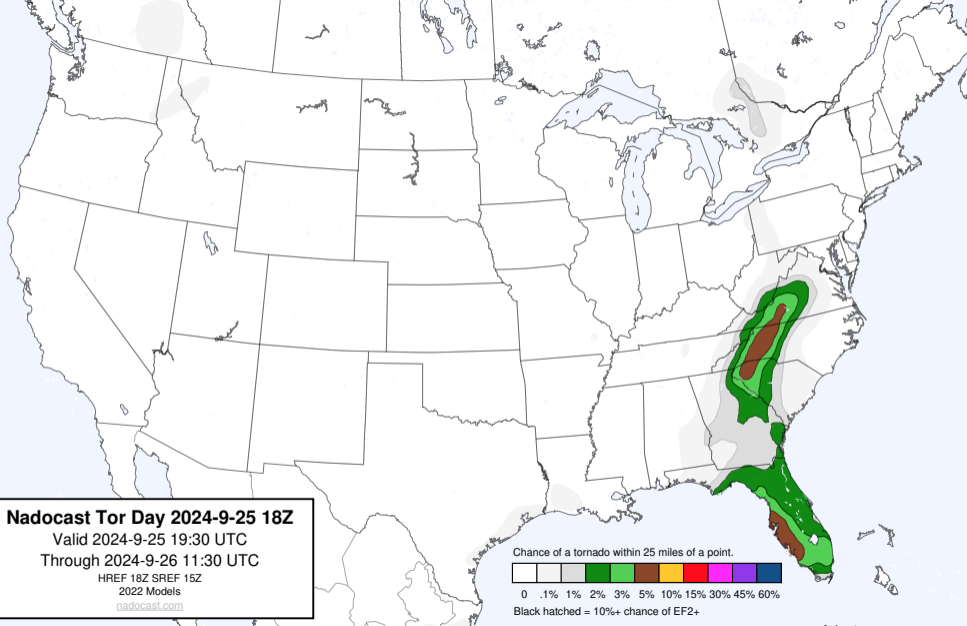 Nadocast Tor Day 2024-9-25 18Z
Valid 2024-9-25 19:30 UTC
Through 2024-9-26 11:30 UTC
HREF 18Z SREF 15Z
2022 Models
nadocast.com
Chance of a tornado within 25 miles of a point.
0 .1% 1% 2% 3% 5% 10% 15% 30% 45% 60%
Black hatched = 10%+ chance of EF2+